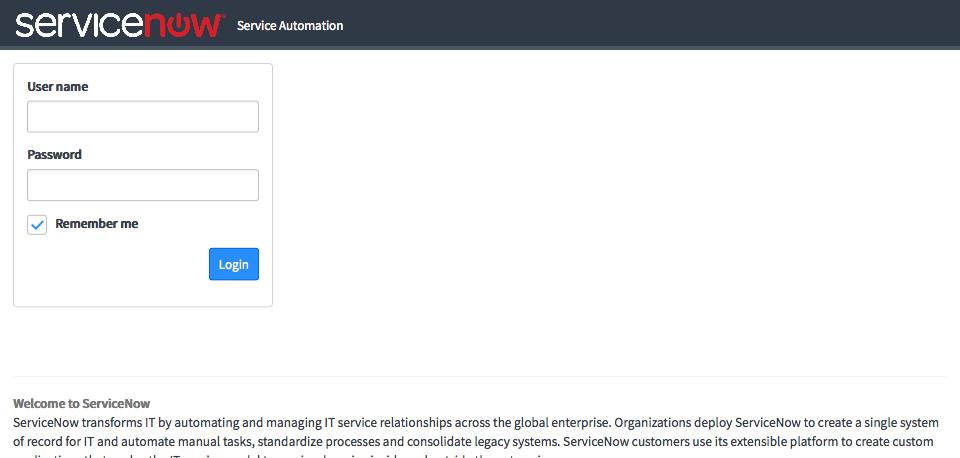 servicenow™ Service Automation
User name
Password
Remember me
Login
Welcome to ServiceNow
ServiceNow transforms IT by automating and managing IT service relationships across the global enterprise. Organizations deploy ServiceNow to create a single system
of record for IT and automate manual tasks, standardize processes and consolidate legacy systems. ServiceNow customers use its extensible platform to create custom